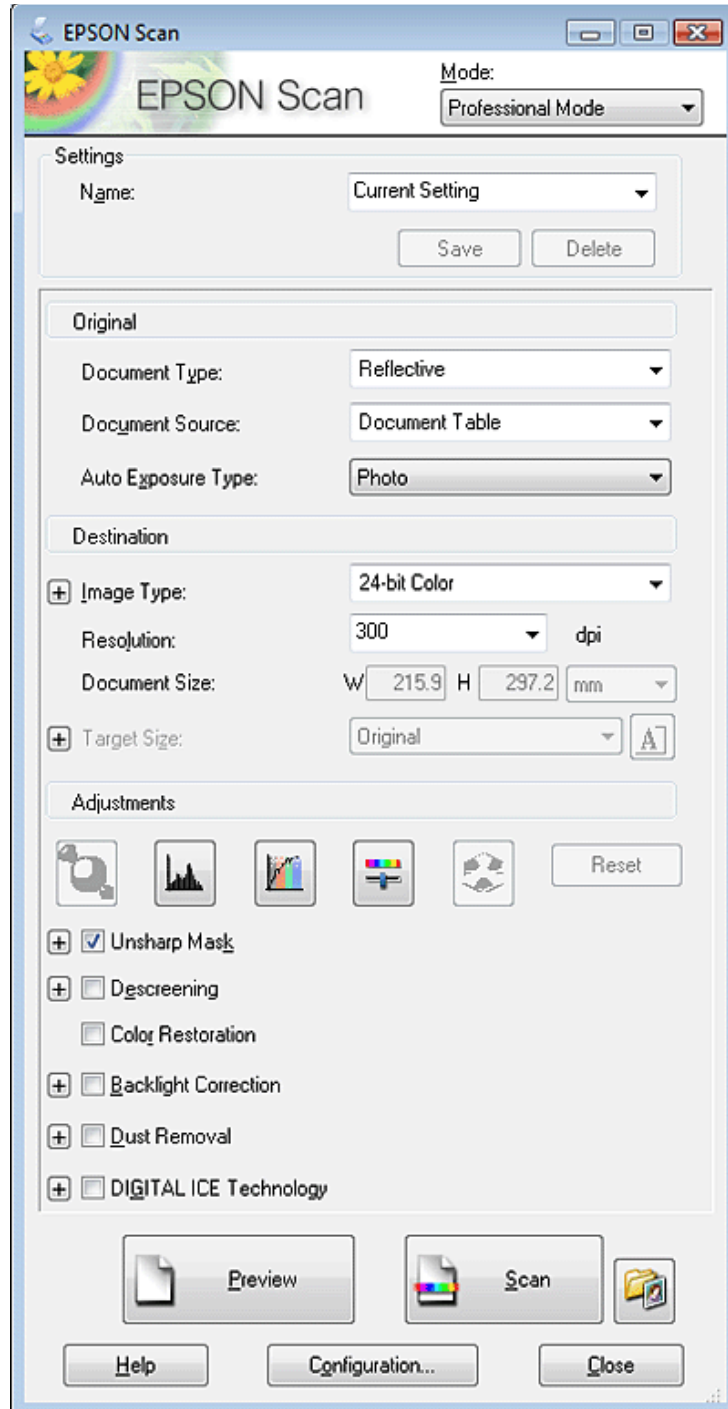 EPSON Scan
EPSON Scan
Mode:
Professional Mode
Settings
Name: Current Setting
Save Delete
Original
Document Type: Reflective
Document Source: Document Table
Auto Exposure Type: Photo
Destination
Image Type: 24-bit Color
Resolution: 300 dpi
Document Size: W 215.9 H 297.2 mm
Target Size: Original A
Adjustments
Reset
Unsharp Mask
Descreening
Color Restoration
Backlight Correction
Dust Removal
DIGITAL ICE Technology
Preview Scan
Help Configuration... Close